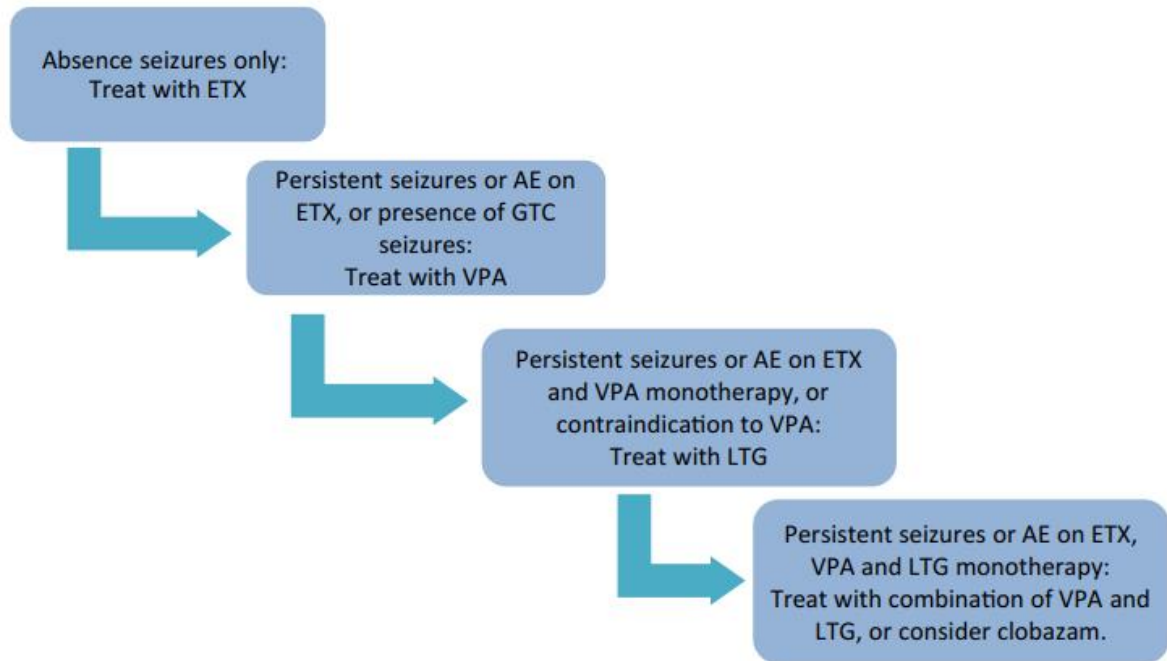 Absence seizures only:
Treat with ETX
Persistent seizures or AE on
ETX, or presence of GTC
seizures:
Treat with VPA
Persistent seizures or AE on ETX
and VPA monotherapy, or
contraindication to VPA:
Treat with LTG
Persistent seizures or AE on ETX,
VPA and LTG monotherapy:
Treat with combination of VPA and
LTG, or consider clobazam.